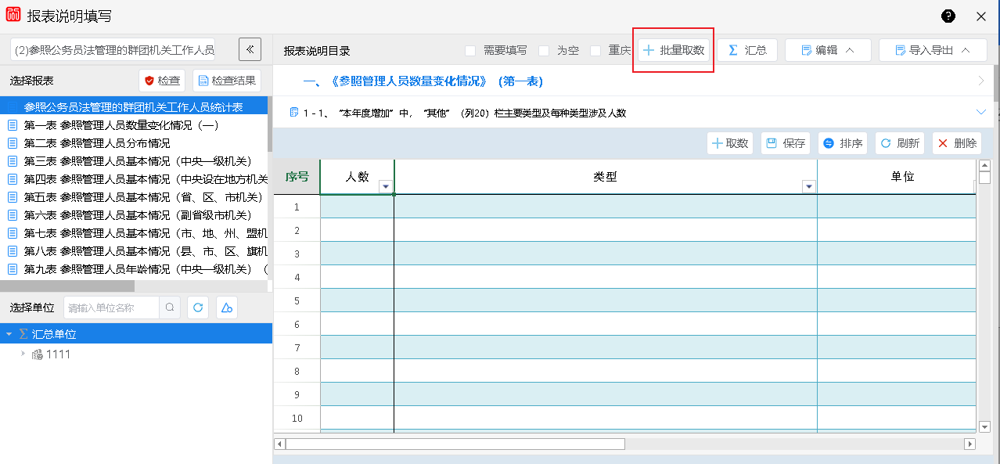 报表说明填写
(2)参照公务员法管理的群团机关工作人员
报表说明目录
需要填写
为空
重庆
批量取数
汇总
编辑
导入导出
选择报表
检查
检查结果
一、《参照管理人员数量变化情况》（第一表）
参照公务员法管理的群团机关工作人员统计表
第一表 参照管理人员数量变化情况（一）
第二表 参照管理人员分布情况
第三表 参照管理人员基本情况（中央一级机关）
第四表 参照管理人员基本情况（中央设在地方机关
第五表 参照管理人员基本情况（省、区、市机关）
第六表 参照管理人员基本情况（副省级市机关）
第七表 参照管理人员基本情况（市、地、州、盟机
第八表 参照管理人员基本情况（县、市、区、旗机
第九表 参照管理人员年龄情况（中央一级机关）（
1－1、“本年度增加”中，“其他”（列20）栏主要类型及每种类型涉及人数
取数
保存
排序
刷新
删除
序号
人数
类型
单位
1
2
3
4
5
6
7
8
9
10
选择单位
请输入单位名称
汇总单位
1111